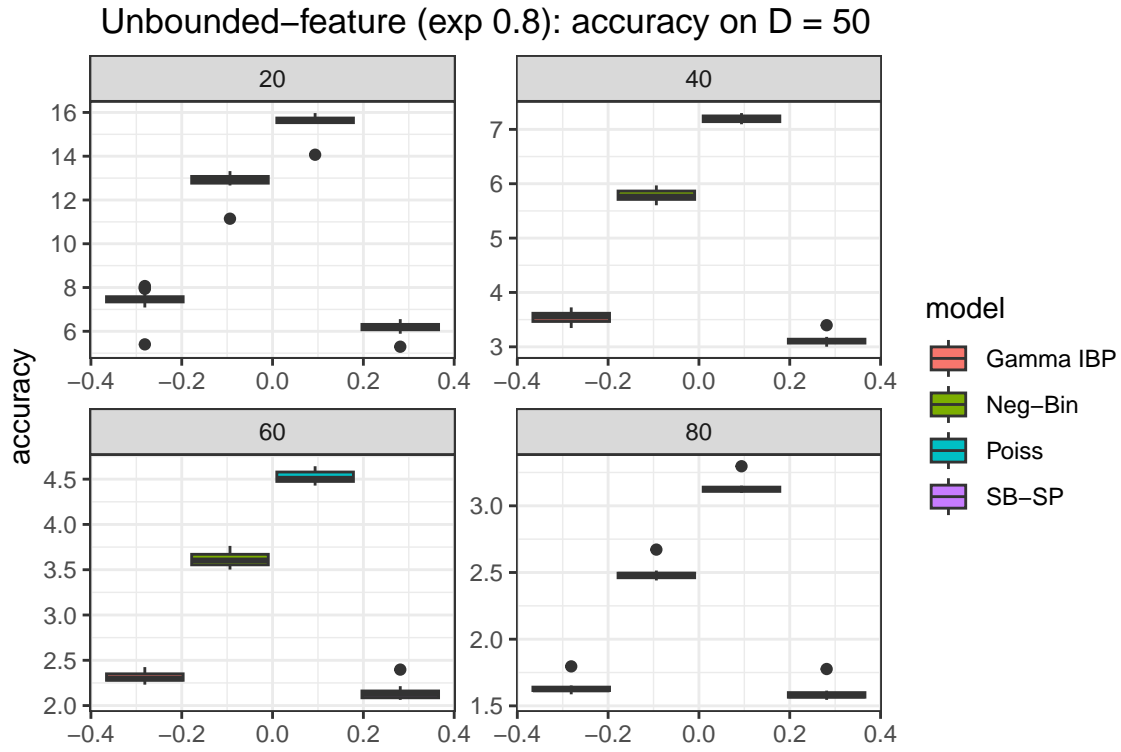 Unbounded−feature (exp 0.8): accuracy on D = 50
20
40
16
14
12
10
8
6
7
6
5
4
3
−0.4 −0.2 0.0 0.2 0.4
−0.4 −0.2 0.0 0.2 0.4
accuracy
60
80
4.5
4.0
3.5
3.0
2.5
2.0
3.0
2.5
2.0
1.5
−0.4 −0.2 0.0 0.2 0.4
−0.4 −0.2 0.0 0.2 0.4
model
Gamma IBP
Neg−Bin
Poiss
SB−SP